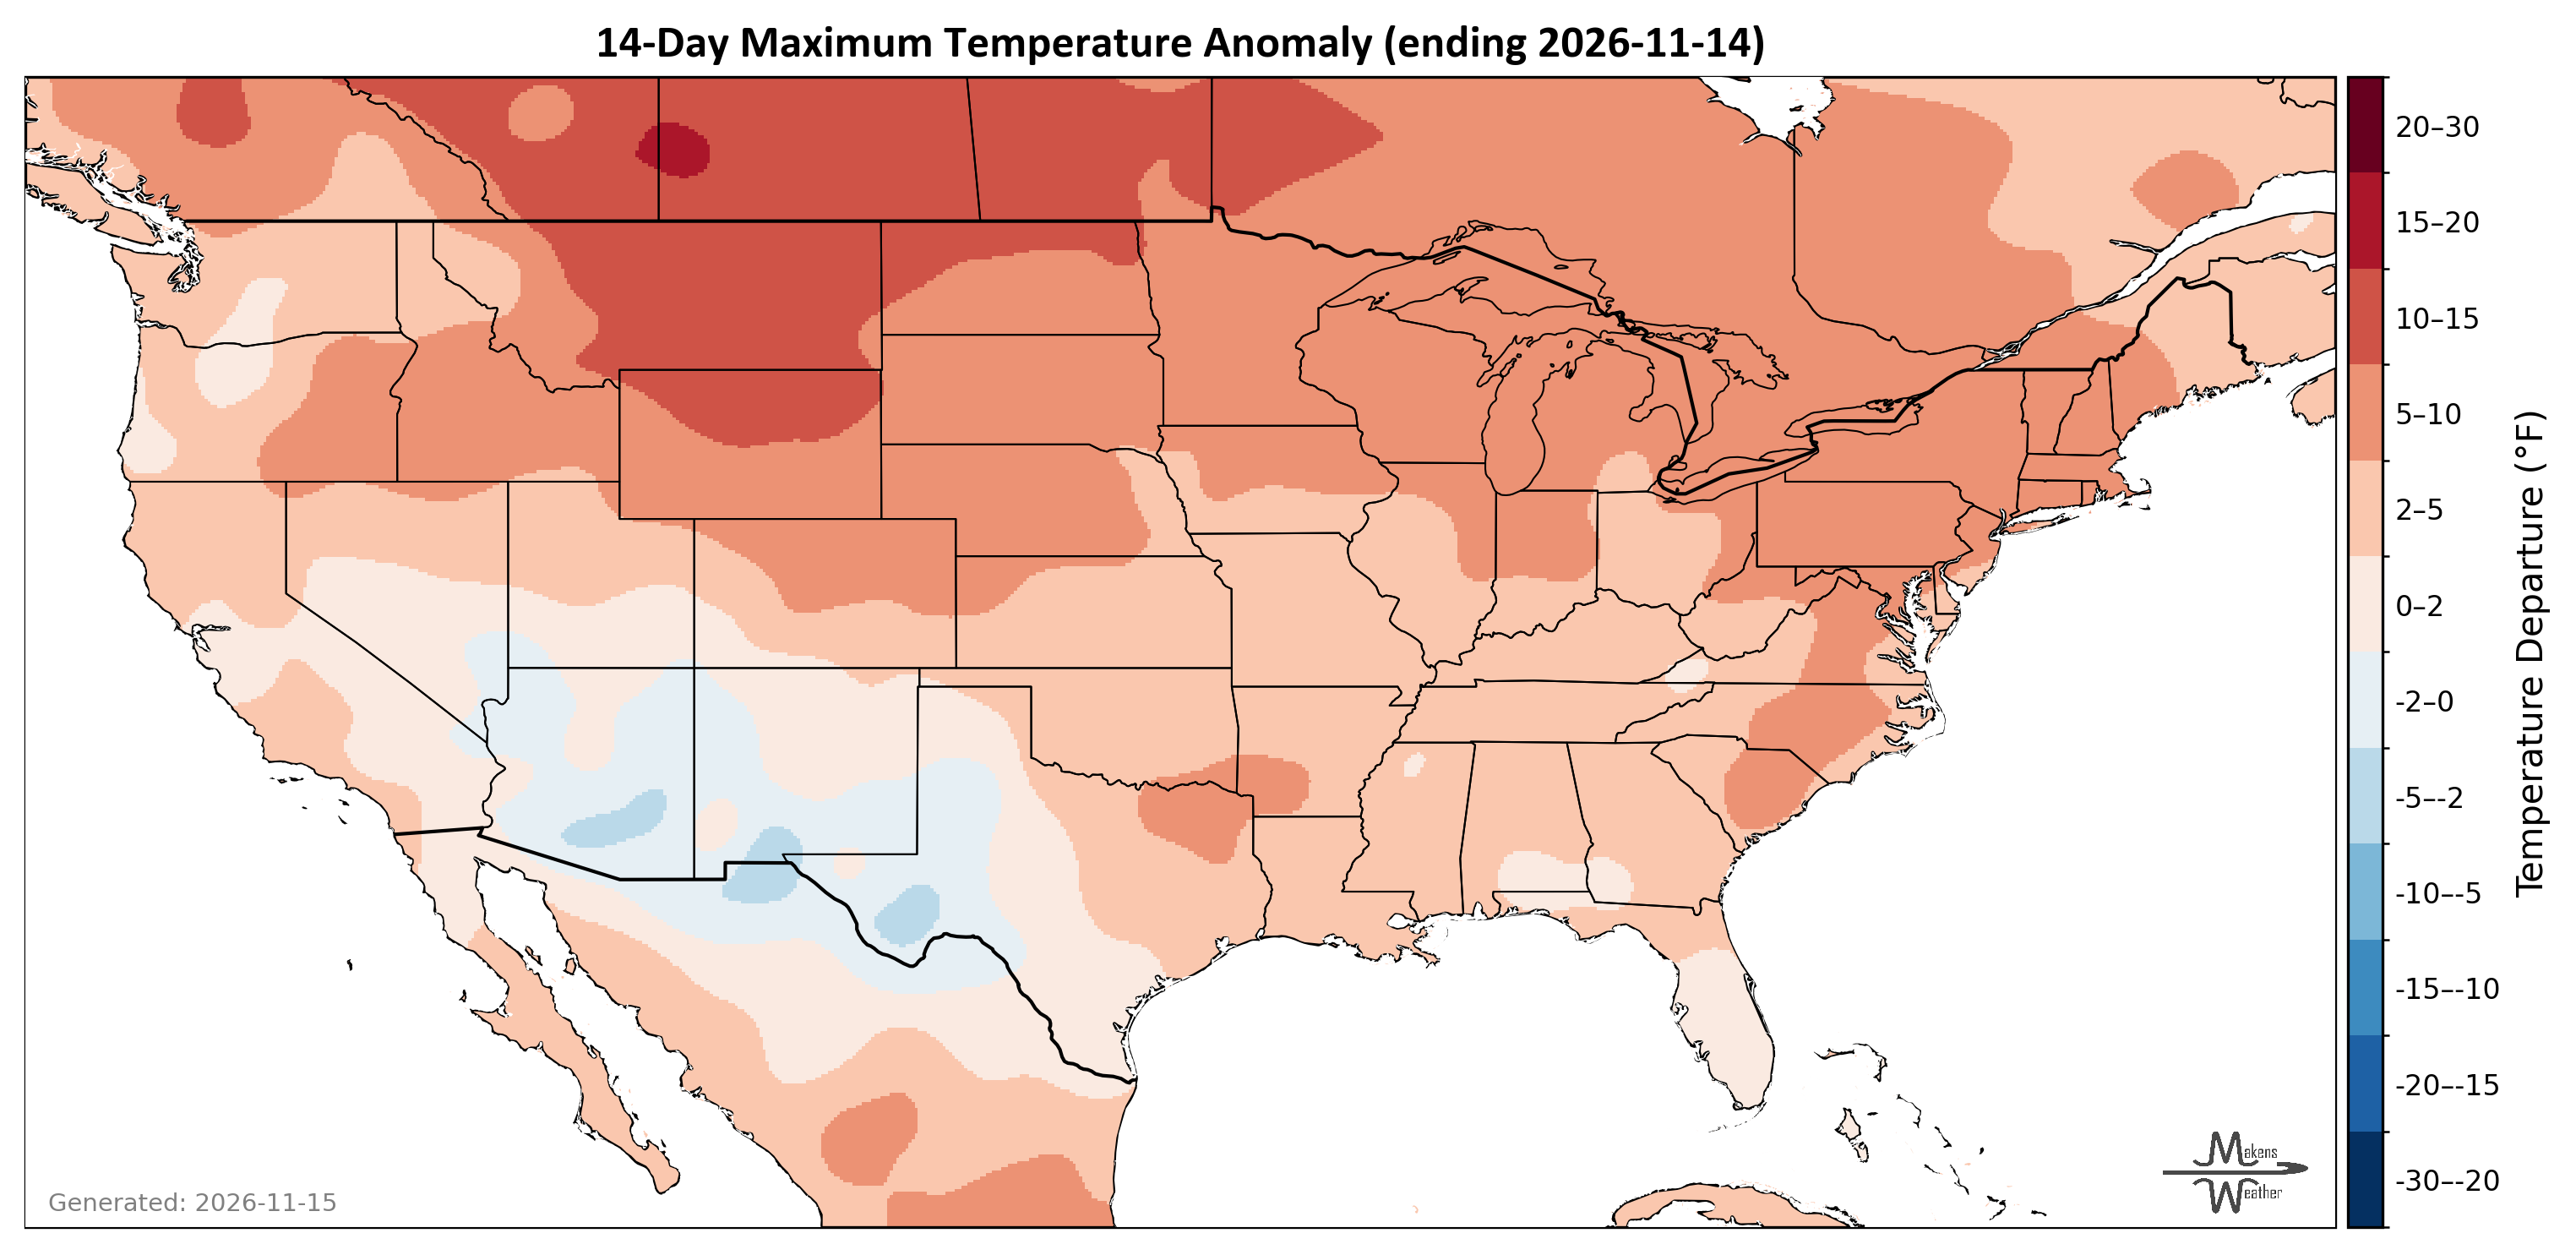 14-Day Maximum Temperature Anomaly (ending 2026-11-14)
20–30
15–20
10–15
5–10
2–5
0–2
-2–0
-5–-2
-10–-5
-15–-10
-20–-15
-30–-20
Temperature Departure (°F)
Generated: 2026-11-15
Makens
Weather